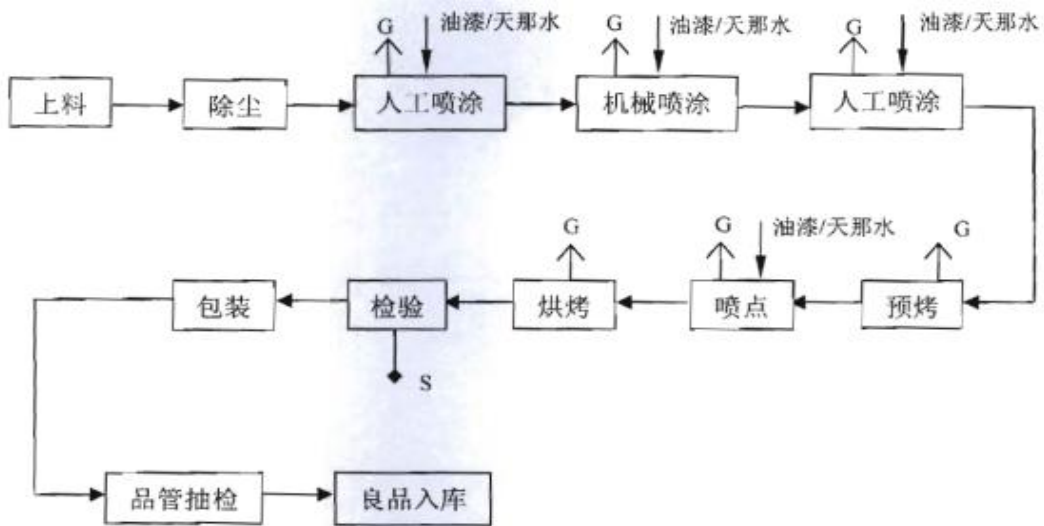 G 油漆/天那水 G 油漆/天那水 G 油漆/天那水
上料 除尘 人工喷涂 机械喷涂 人工喷涂
G G 油漆/天那水 G
包装 检验 烘烤 喷点 预烤
S
品管抽检 良品入库